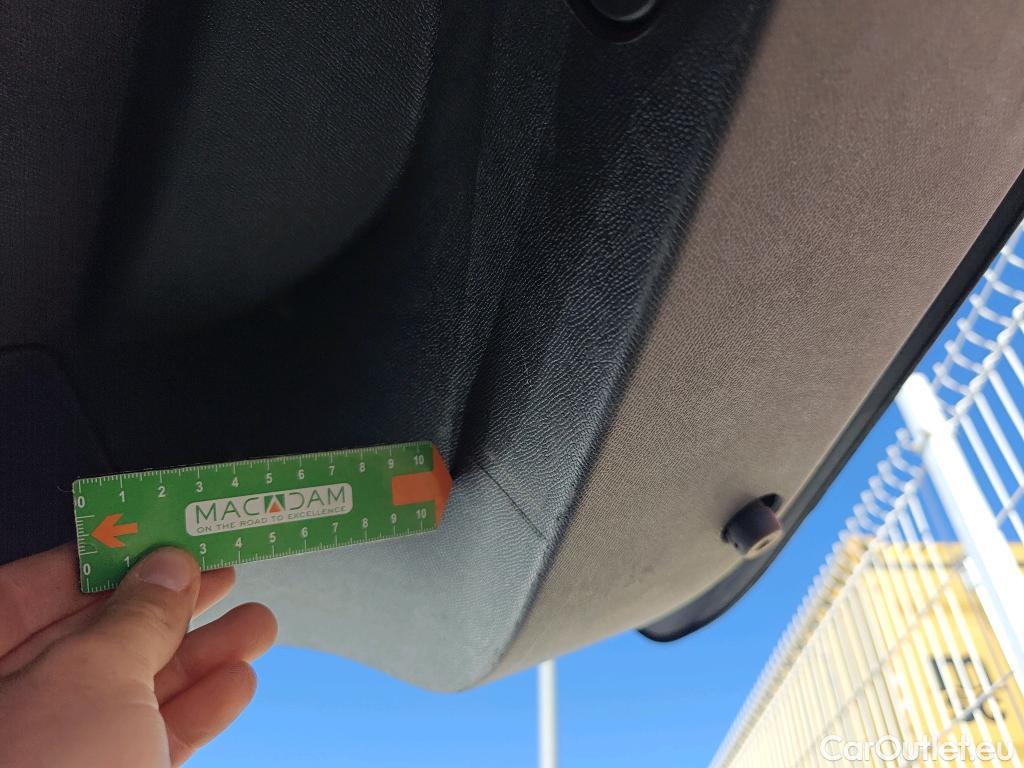 0 1 2 3 4 5 6 7 8 9 10
MACADAM
ON THE ROAD TO EXCELLENCE
0 1 3 4 5 6 7 8 9 10
CarOutlet.eu